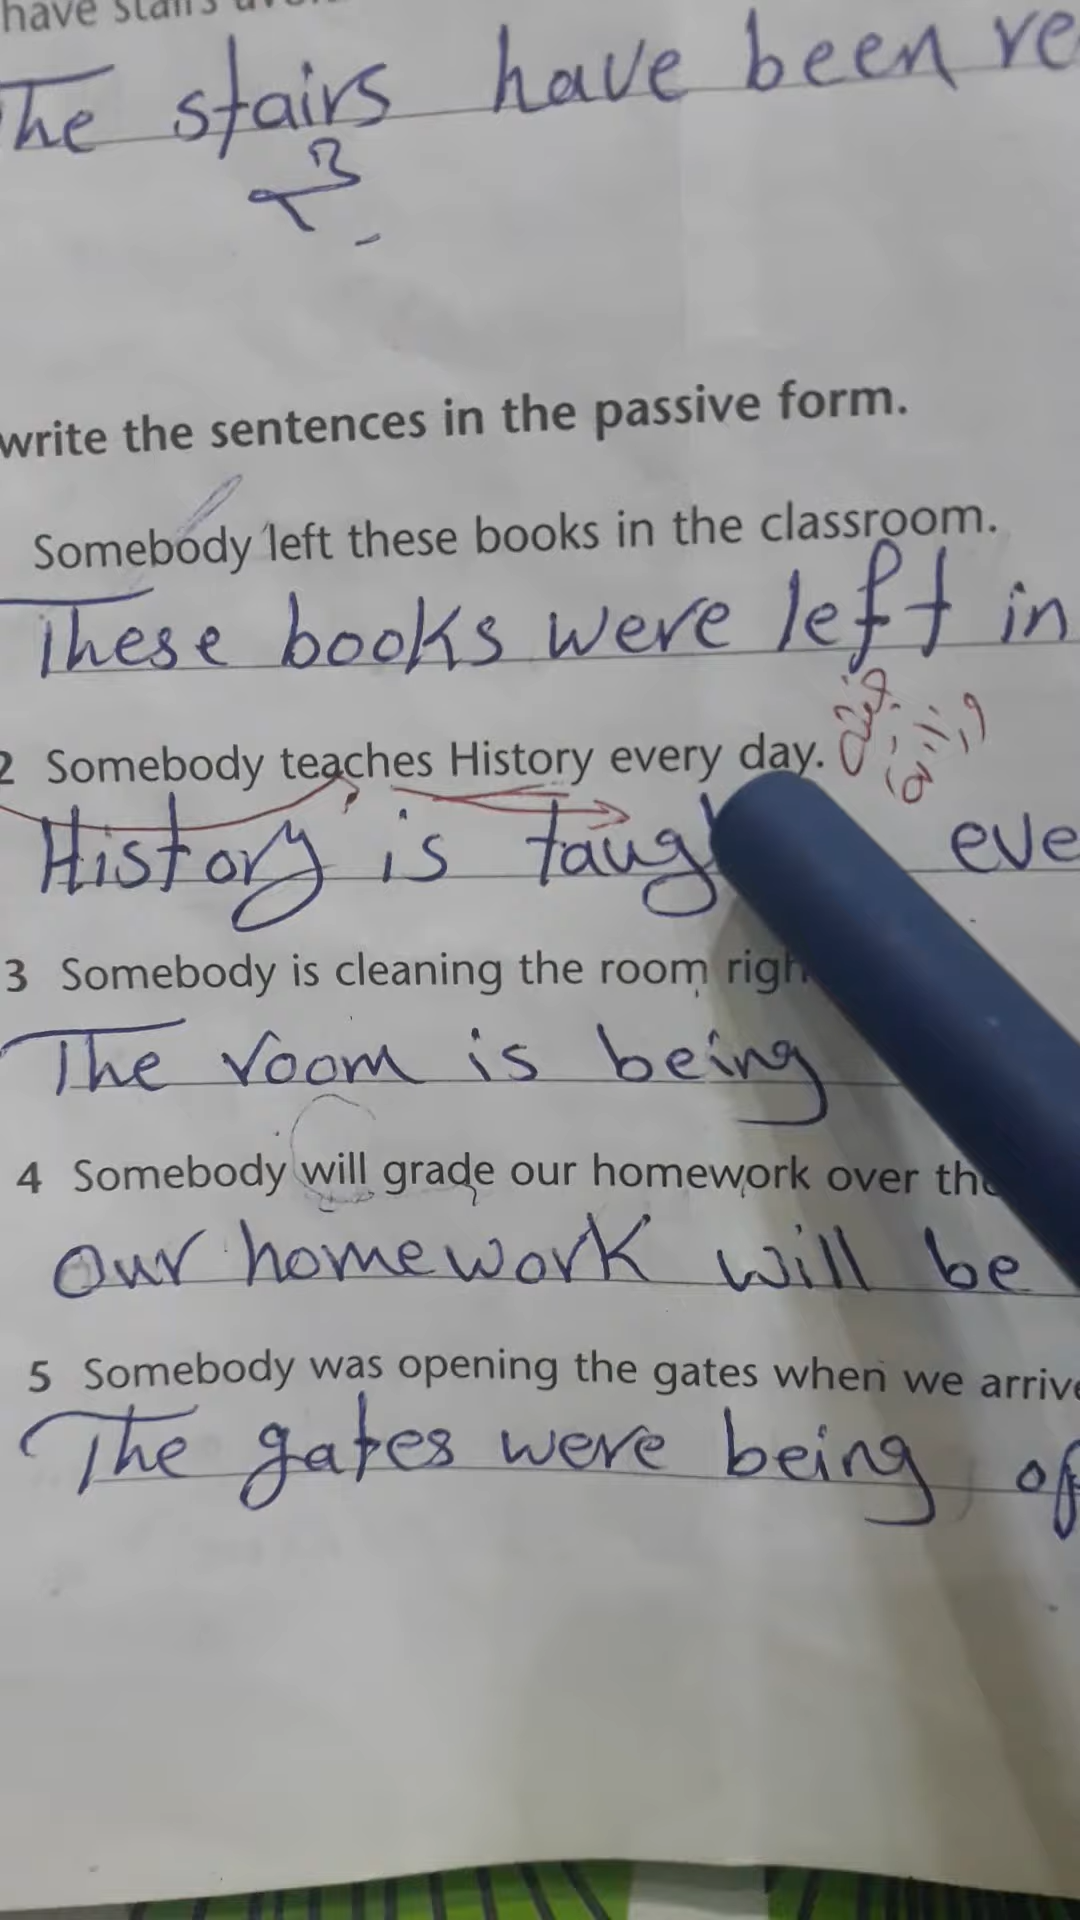 have stairs
The stairs have been re
write the sentences in the passive form.
Somebody left these books in the classroom.
These books were left in
2 Somebody teaches History every day.
History is taug eve
3 Somebody is cleaning the room righ
The room is being
4 Somebody will grade our homework over th
Our homework will be
5 Somebody was opening the gates when we arrive
The gates were being